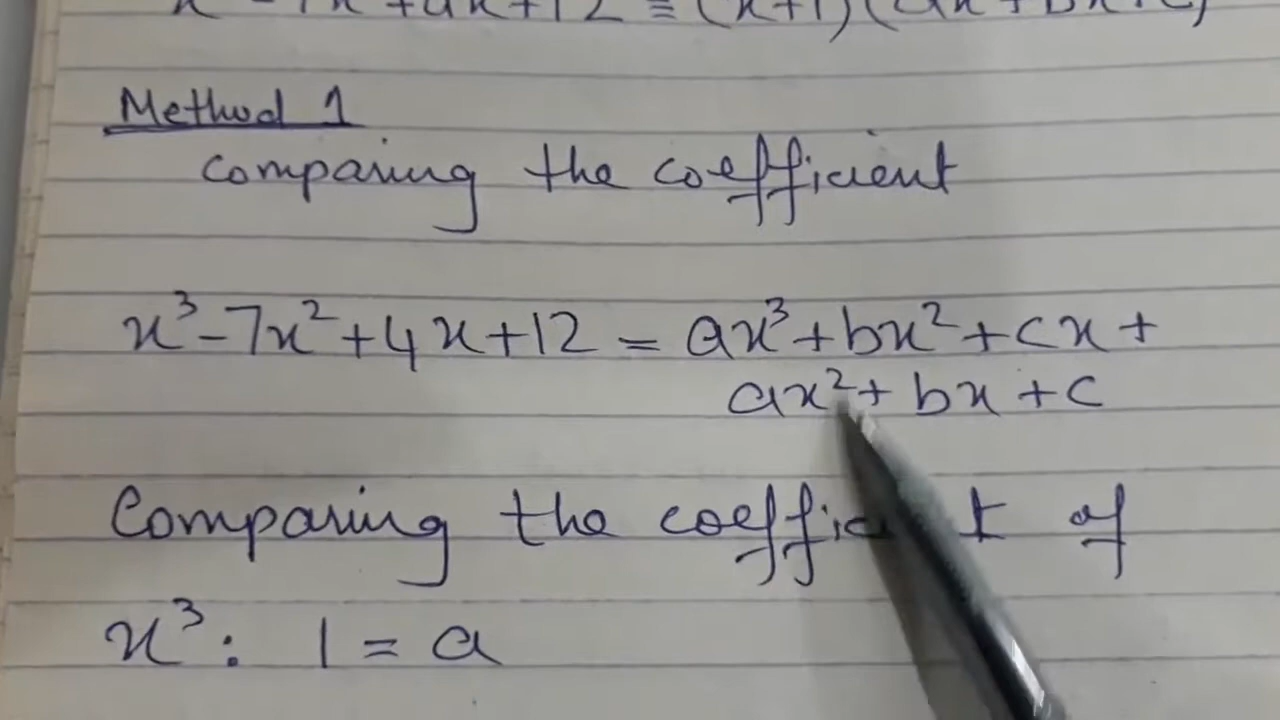 Method 1
Comparing the coefficient
x³-7x²+4x+12 = ax³+bx²+cx+
ax²+bx+c
Comparing the coefficient of
x³: 1 = a